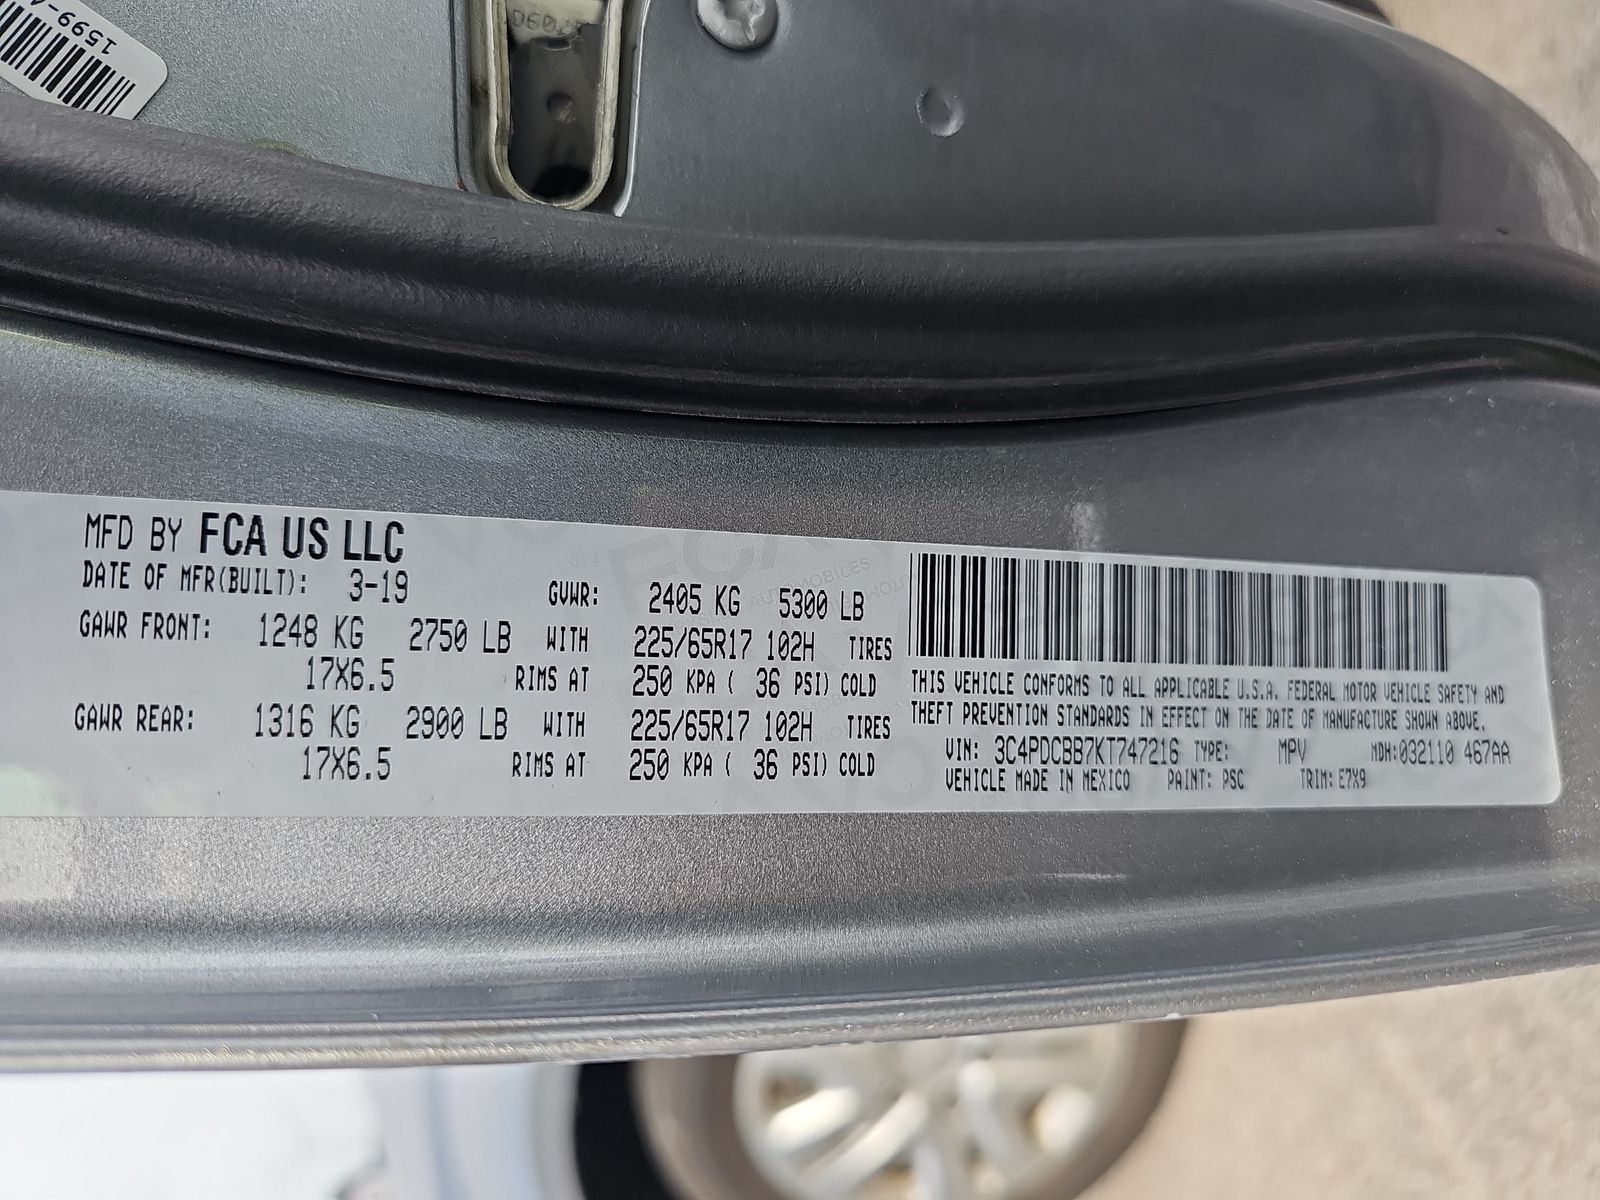 1599-
MFD BY FCA US LLC
DATE OF MFR(BUILT): 3-19 GVWR: 2405 KG 5300 LB
GAWR FRONT: 1248 KG 2750 LB WITH 225/65R17 102H TIRES
17X6.5 RIMS AT 250 KPA ( 36 PSI) COLD
GAWR REAR: 1316 KG 2900 LB WITH 225/65R17 102H TIRES
17X6.5 RIMS AT 250 KPA ( 36 PSI) COLD
THIS VEHICLE CONFORMS TO ALL APPLICABLE U.S.A. FEDERAL MOTOR VEHICLE SAFETY AND
THEFT PREVENTION STANDARDS IN EFFECT ON THE DATE OF MANUFACTURE SHOWN ABOVE.
VIN: 3C4PDCBB7KT747216 TYPE: MPV MDH:032110 467AA
VEHICLE MADE IN MEXICO PAINT: PSC TRIM: E7X9